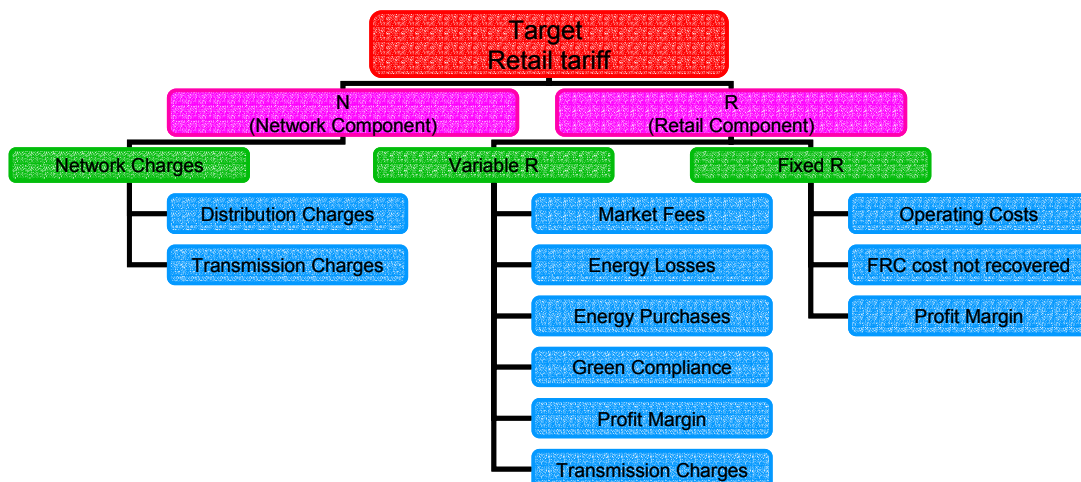 Target
Retail tariff
N
(Network Component)
R
(Retail Component)
Network Charges
Variable R
Fixed R
Distribution Charges
Market Fees
Operating Costs
Transmission Charges
Energy Losses
FRC cost not recovered
Energy Purchases
Profit Margin
Green Compliance
Profit Margin
Transmission Charges